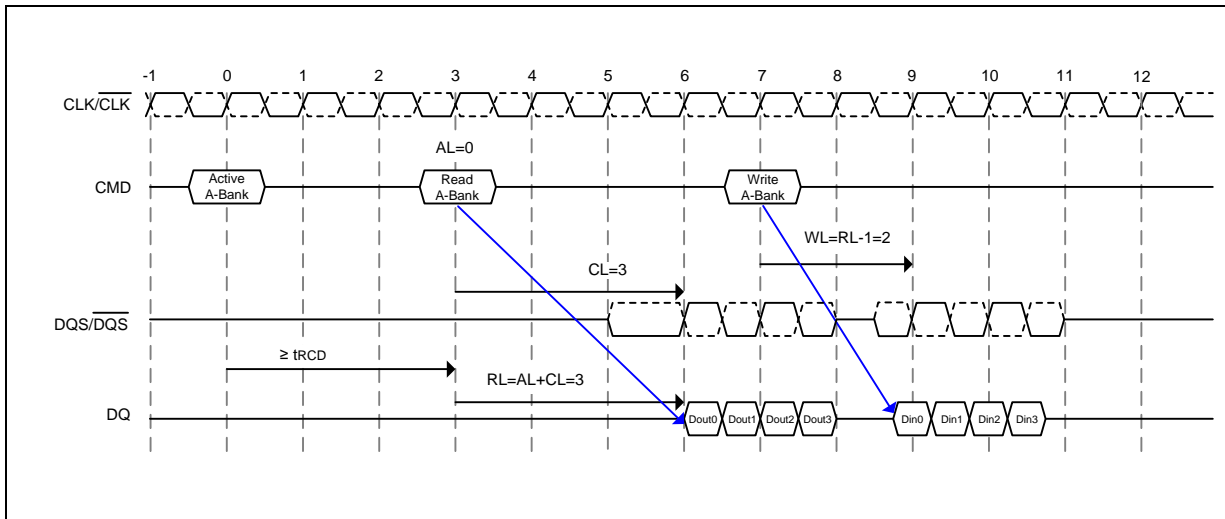 -1 0 1 2 3 4 5 6 7 8 9 10 11 12
CLK/CLK
AL=0
CMD
Active
A-Bank
Read
A-Bank
Write
A-Bank
WL=RL-1=2
CL=3
DQS/DQS
≥ tRCD
RL=AL+CL=3
DQ
Dout0 Dout1 Dout2 Dout3 Din0 Din1 Din2 Din3